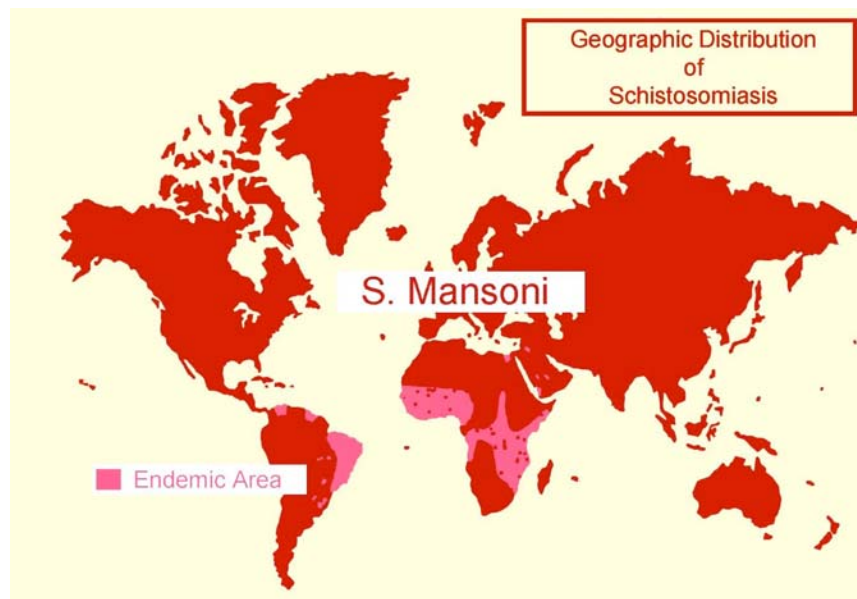 Geographic Distribution
of
Schistosomiasis
S. Mansoni
Endemic Area